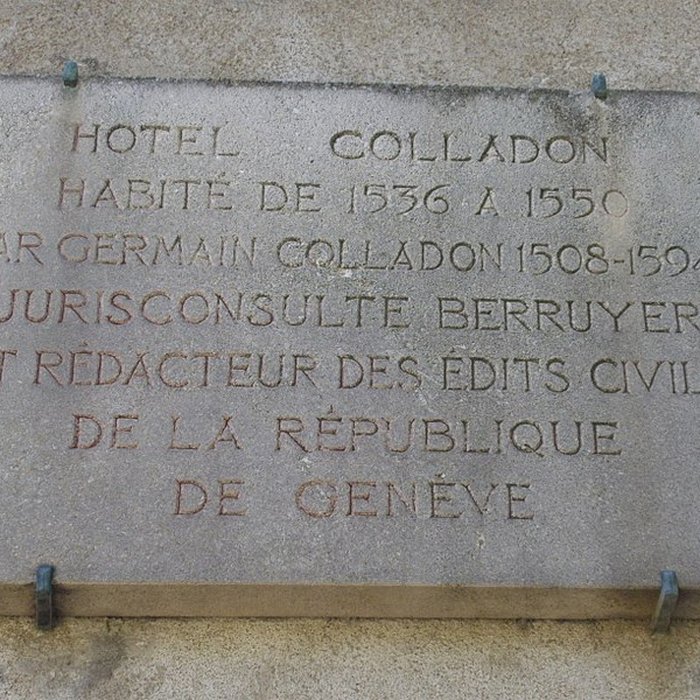 HOTEL COLLADON
HABITÉ DE 1536 A 1550
AR GERMAIN COLLADON 1508-1594
JURISCONSULTE BERRUYER
T RÉDACTEUR DES ÉDITS CIVIL
DE LA RÉPUBLIQUE
DE GENÈVE